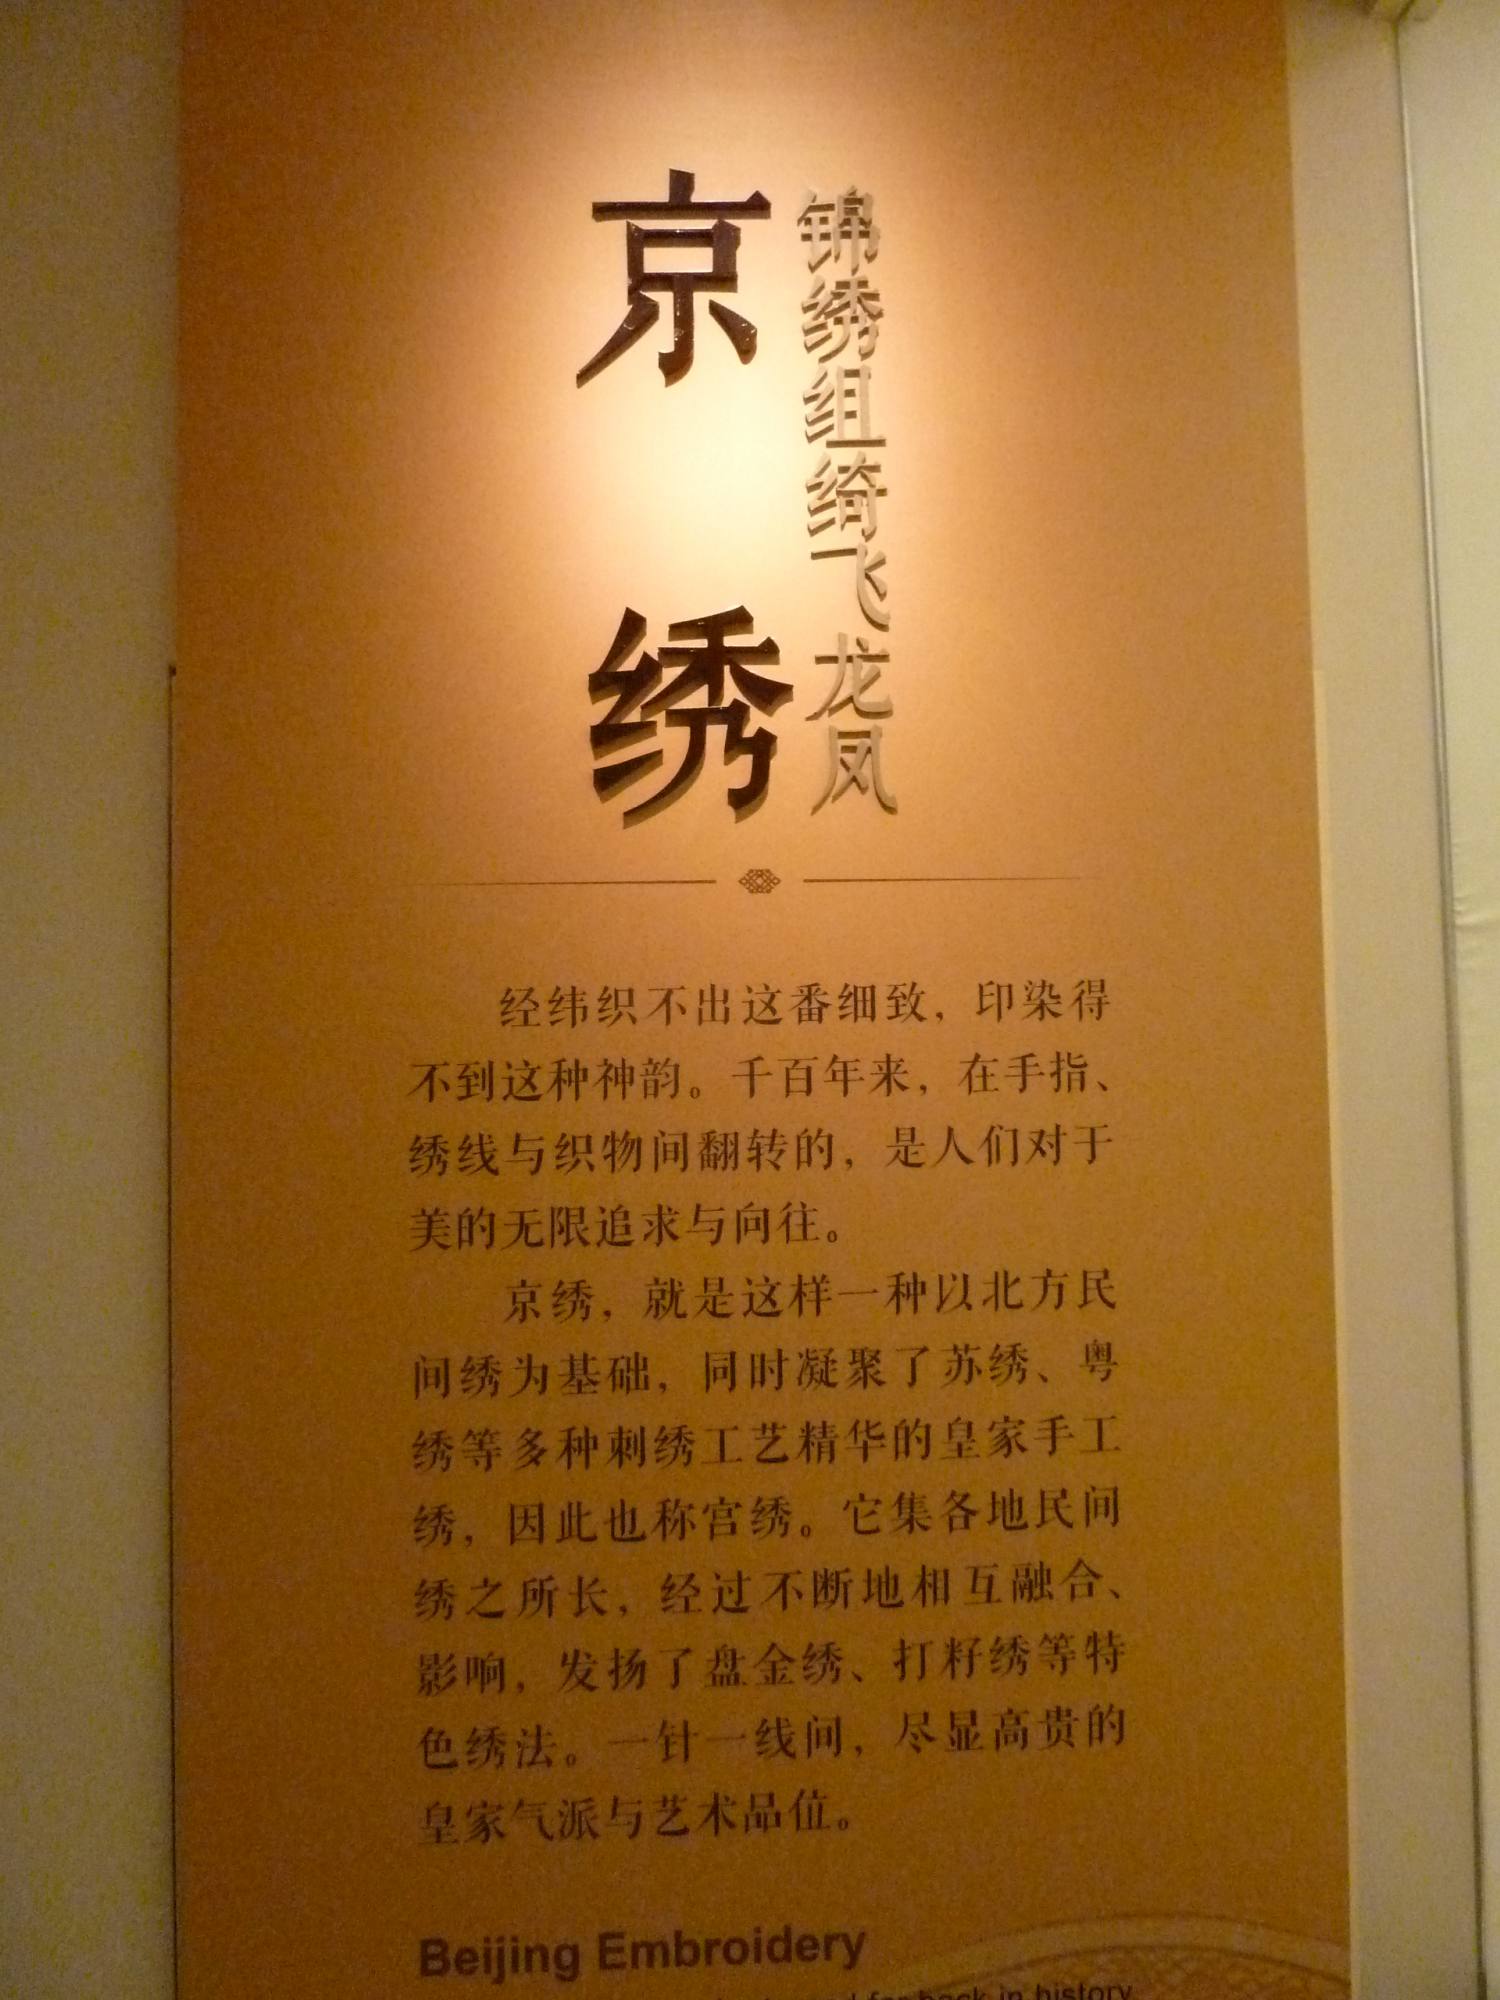 京绣
锦绣组绮飞龙凤
经纬织不出这番细致，印染得
不到这种神韵。千百年来，在手指、
绣线与织物间翻转的，是人们对于
美的无限追求与向往。
京绣，就是这样一种以北方民
间绣为基础，同时凝聚了苏绣、粤
绣等多种刺绣工艺精华的皇家手工
绣，因此也称宫绣。它集各地民间
绣之所长，经过不断地相互融合、
影响，发扬了盘金绣、打籽绣等特
色绣法。一针一线间，尽显高贵的
皇家气派与艺术品位。
Beijing Embroidery
back in history